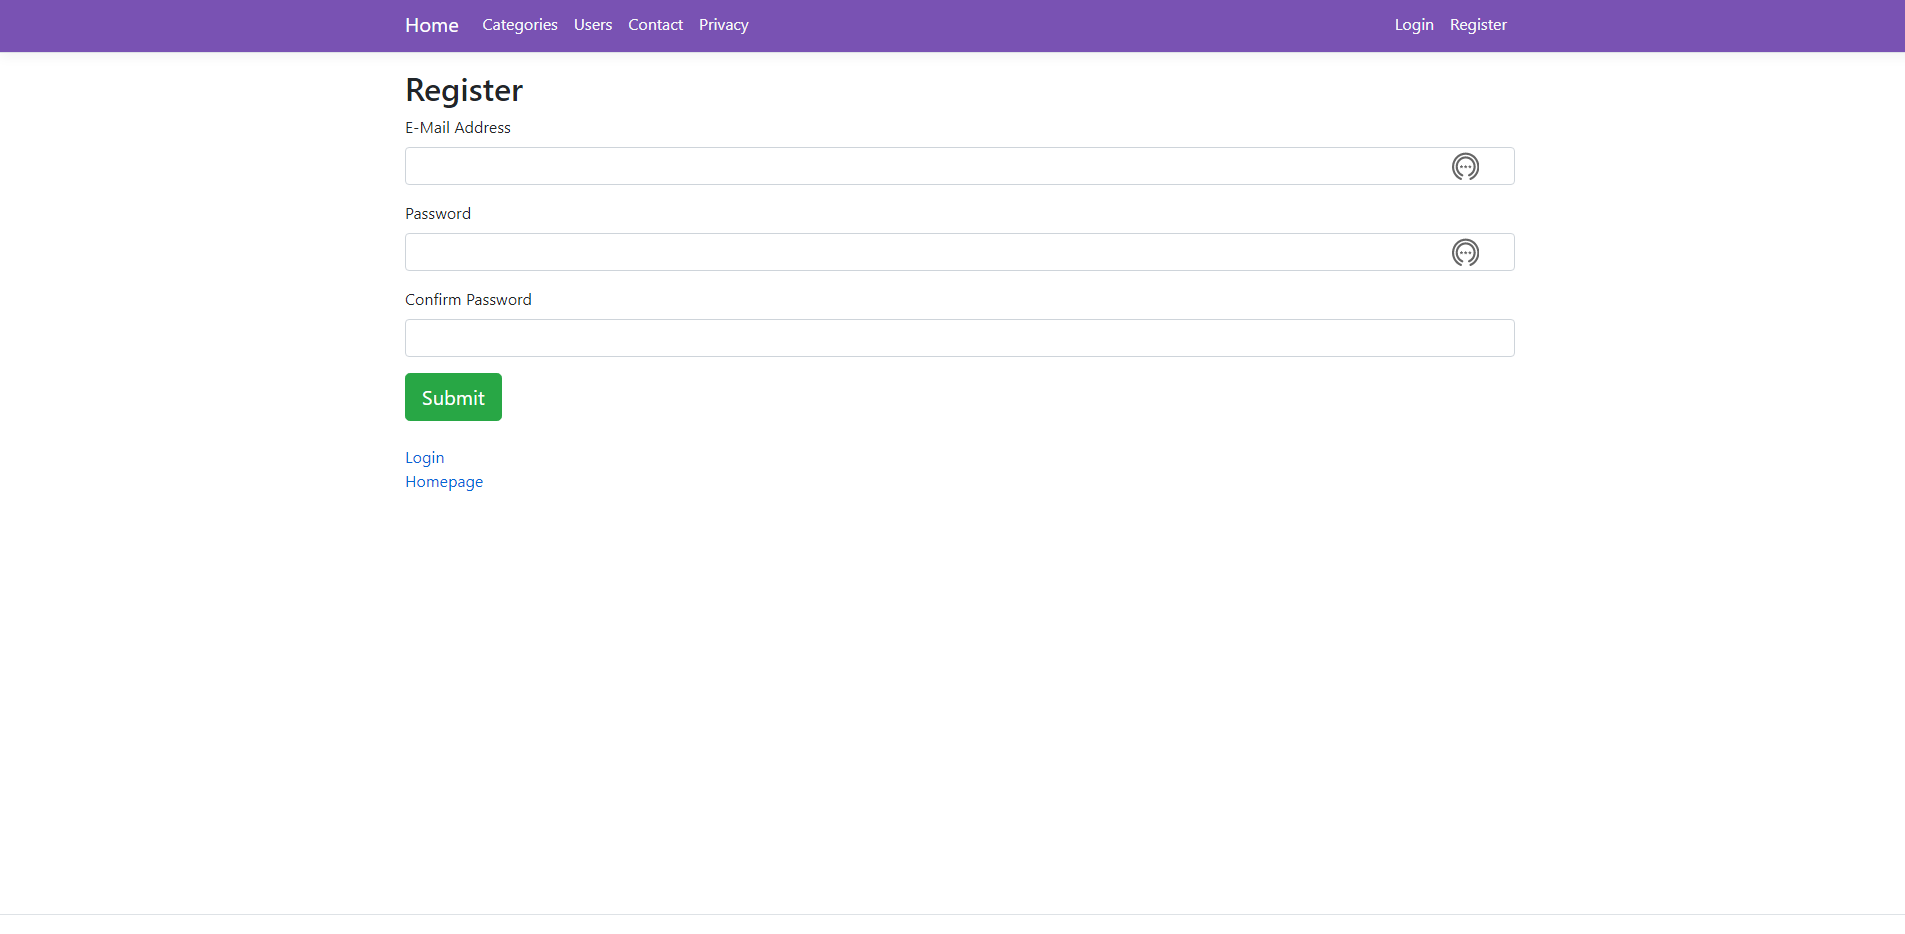 Home Categories Users Contact Privacy Login Register
Register
E-Mail Address
Password
Confirm Password
Submit
Login
Homepage